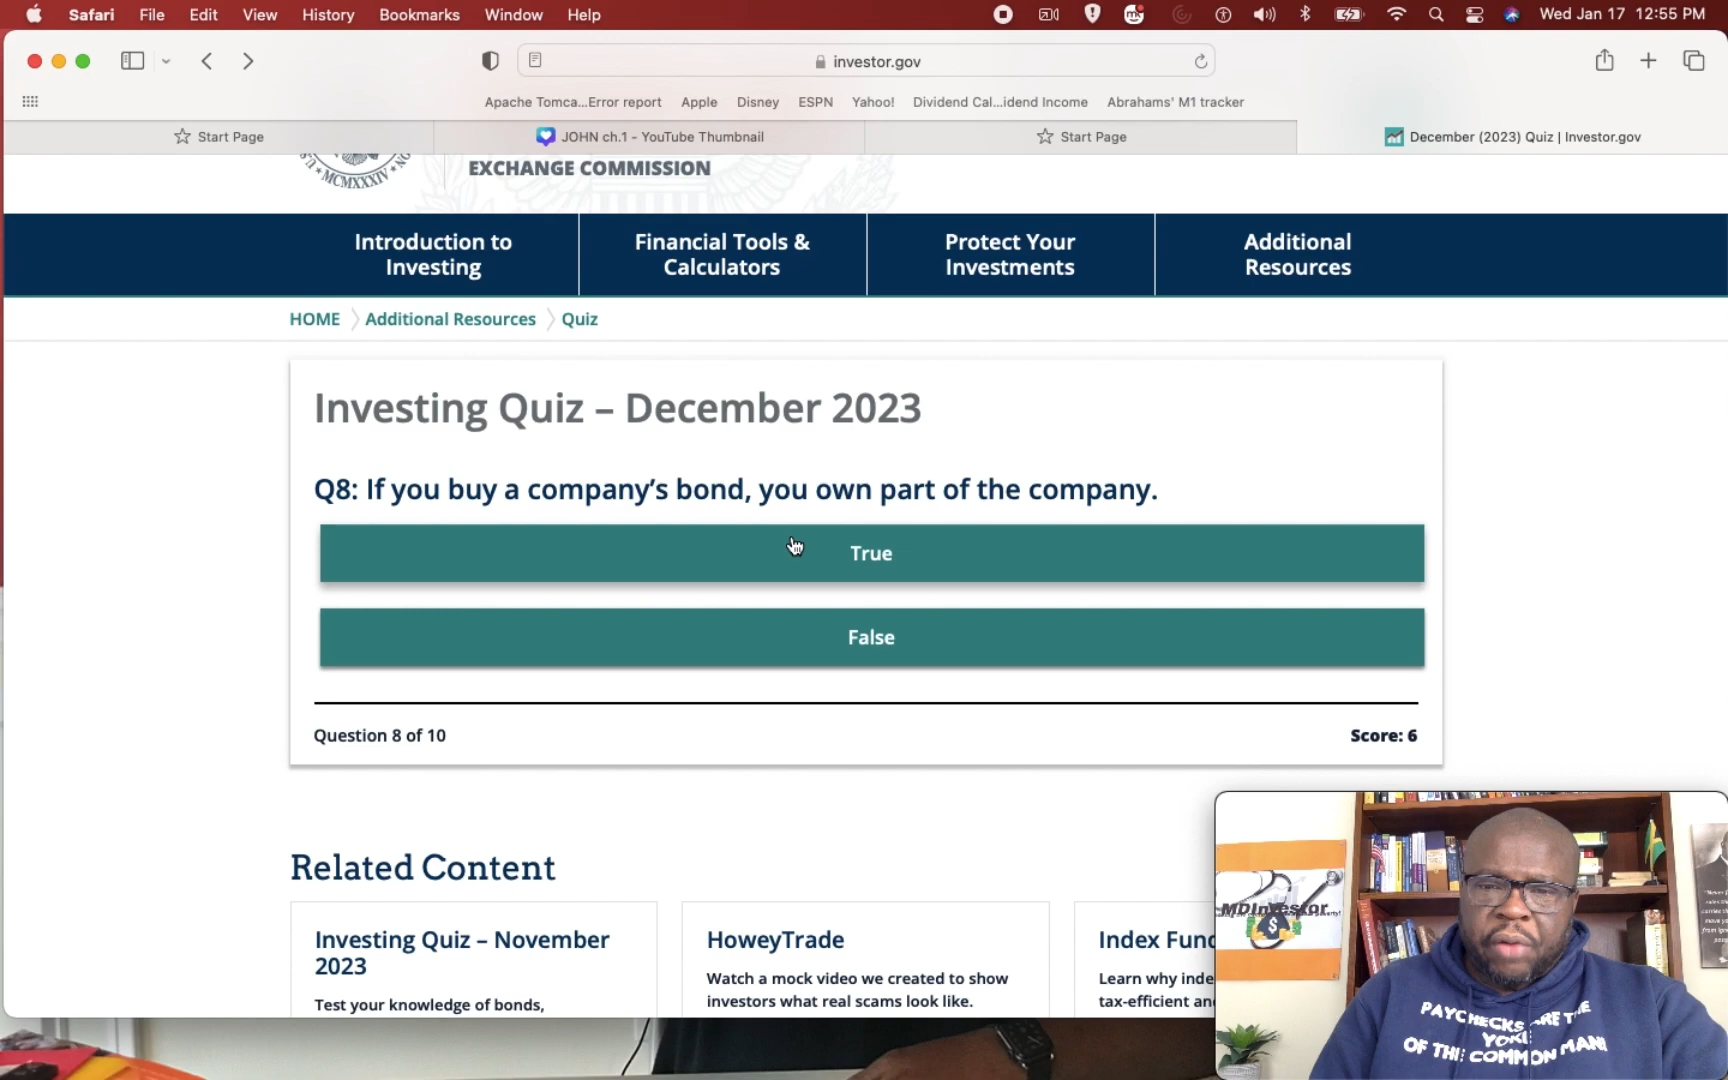 Safari File Edit View History Bookmarks Window Help Wed Jan 17 12:55 PM
investor.gov
Apache Tomca...Error report Apple Disney ESPN Yahoo! Dividend Cal...idend Income Abrahams' M1 tracker
Start Page JOHN ch.1 - YouTube Thumbnail Start Page December (2023) Quiz | Investor.gov
MCMXXXIV
EXCHANGE COMMISSION
Introduction to
Investing
Financial Tools &
Calculators
Protect Your
Investments
Additional
Resources
HOME Additional Resources Quiz
Investing Quiz – December 2023
Q8: If you buy a company's bond, you own part of the company.
True
False
Question 8 of 10 Score: 6
Related Content
Investing Quiz – November
2023
Test your knowledge of bonds,
HoweyTrade
Watch a mock video we created to show
investors what real scams look like.
Index Fund
Learn why inde
tax-efficient an
MDInvestor
PAYCHECKS ARE THE
YOKE
OF THE COMMON MAN!